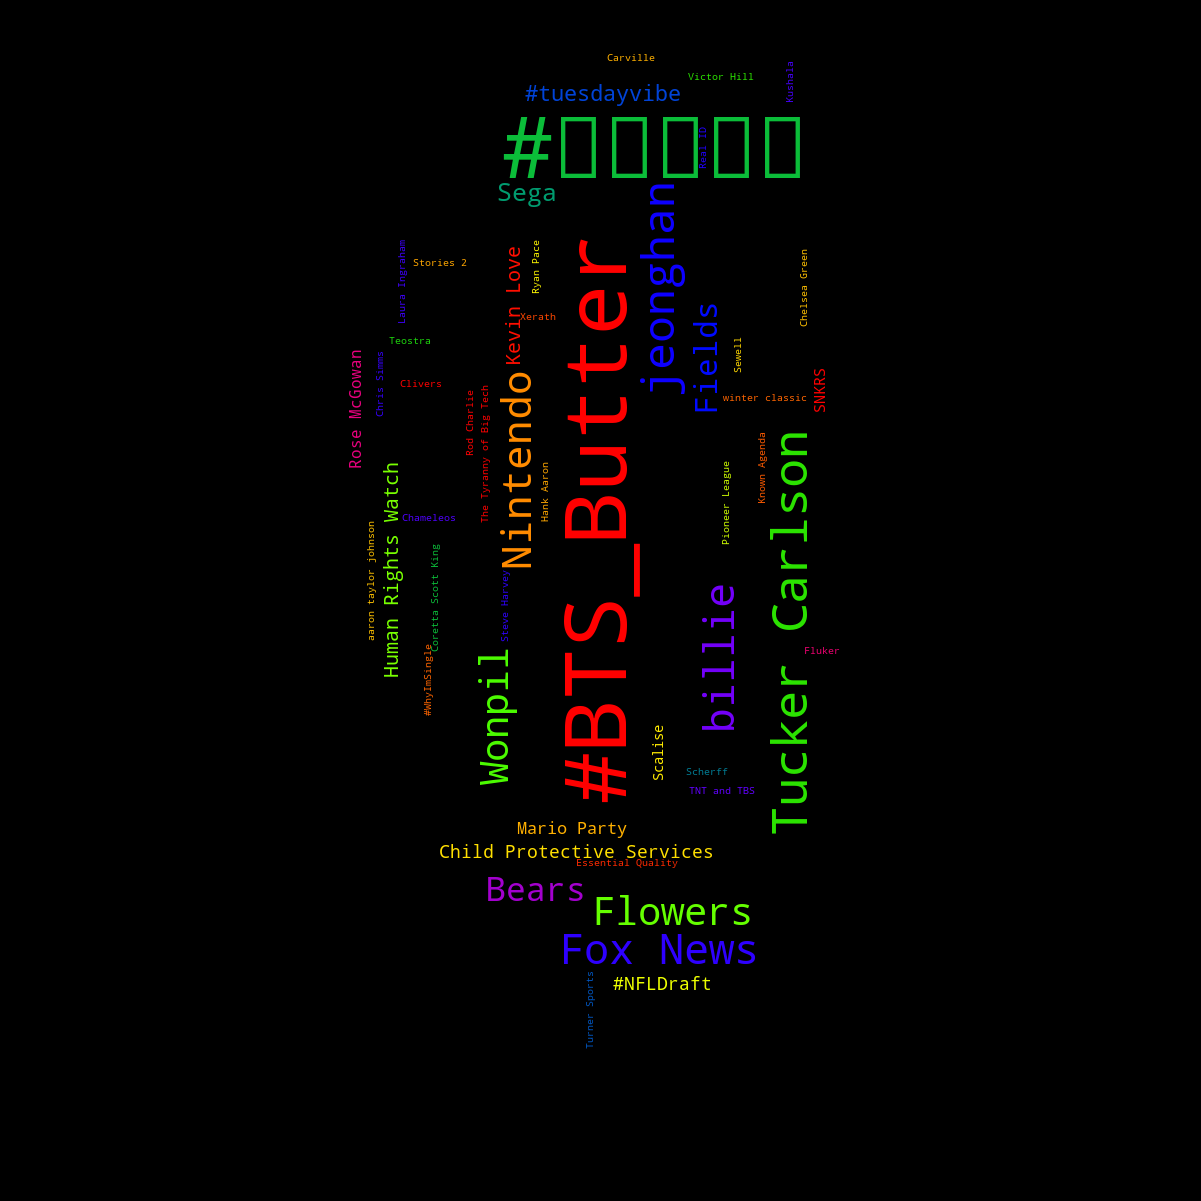 Carville
Victor Hill
Kushala
#tuesdayvibe
#□□□□□
Real ID
Sega
jeonghan
Laura Ingraham
Stories 2
Kevin Love
Ryan Pace
#BTS_Butter
Chelsea Green
Fields
Xerath
Teostra
Sewell
Rose McGowan
Chris Simms
Clivers
SNKRS
Nintendo
Rod Charlie
The Tyranny of Big Tech
winter classic
Tucker Carlson
Known Agenda
Human Rights Watch
Hank Aaron
Pioneer League
Chameleos
aaron taylor johnson
Coretta Scott King
Steve Harvey
billie
#WhyImSingle
Wonpil
Fluker
Scalise
Scherff
TNT and TBS
Mario Party
Child Protective Services
Essential Quality
Bears
Flowers
Fox News
#NFLDraft
Turner Sports